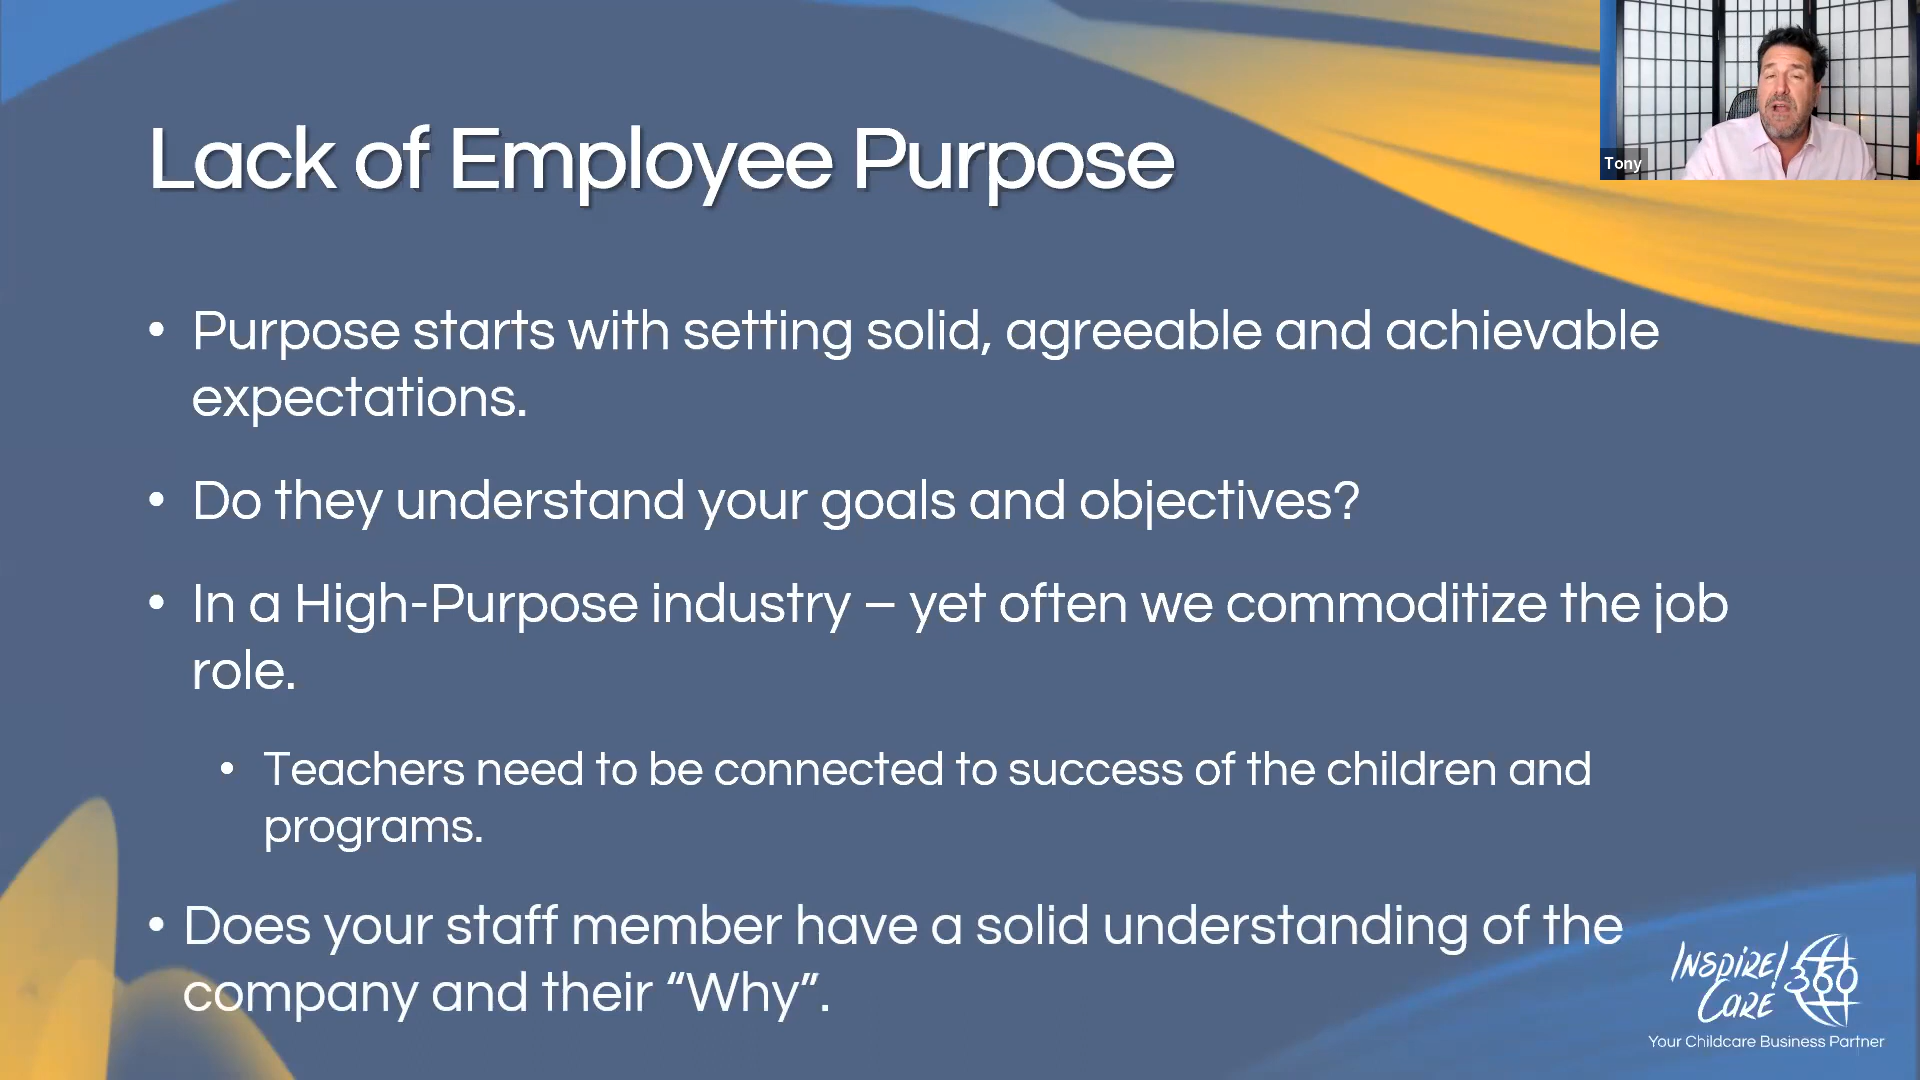 Lack of Employee Purpose
Tony
• Purpose starts with setting solid, agreeable and achievable
expectations.
• Do they understand your goals and objectives?
• In a High-Purpose industry – yet often we commoditize the job
role.
• Teachers need to be connected to success of the children and
programs.
• Does your staff member have a solid understanding of the
company and their “Why”.
INSPIRE!
CARE 360
Your Childcare Business Partner